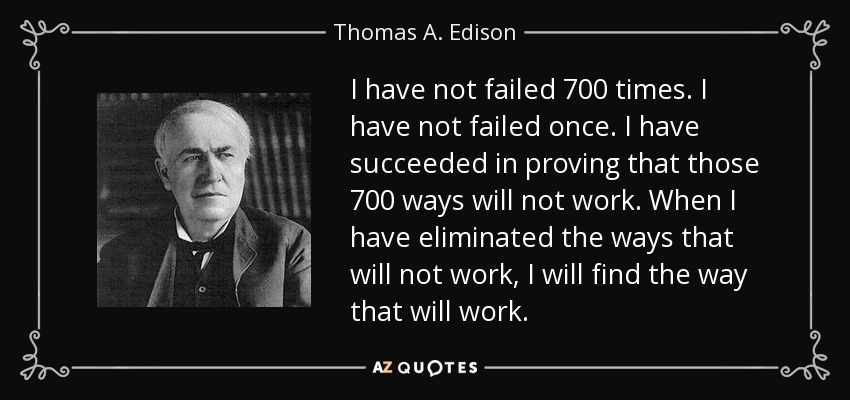 Thomas A. Edison
I have not failed 700 times. I
have not failed once. I have
succeeded in proving that those
700 ways will not work. When I
have eliminated the ways that
will not work, I will find the way
that will work.
AZ QUOTES